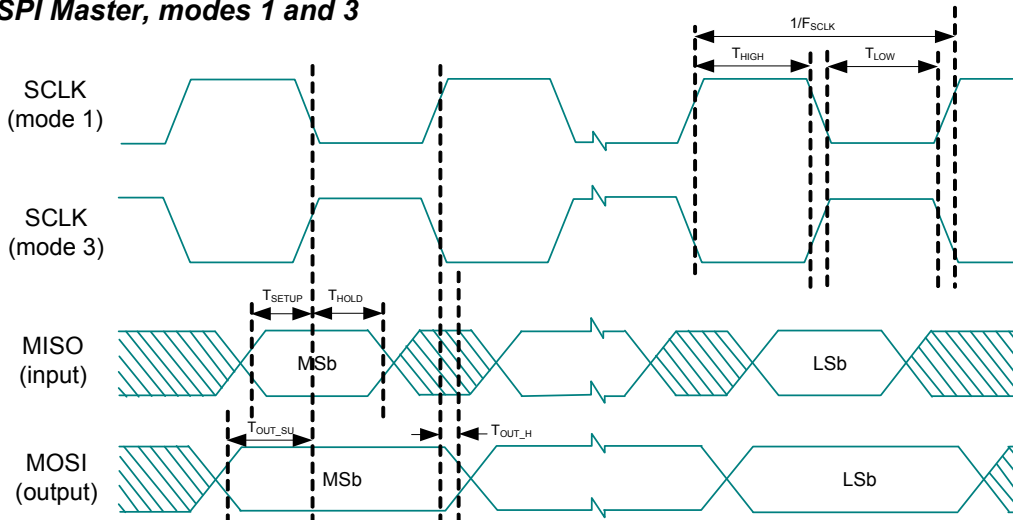 SPI Master, modes 1 and 3
1/FSCLK
THIGH
TLOW
SCLK
(mode 1)
SCLK
(mode 3)
TSETUP
THOLD
MISO
(input)
MSb
LSb
TOUT_SU
TOUT_H
MOSI
(output)
MSb
LSb